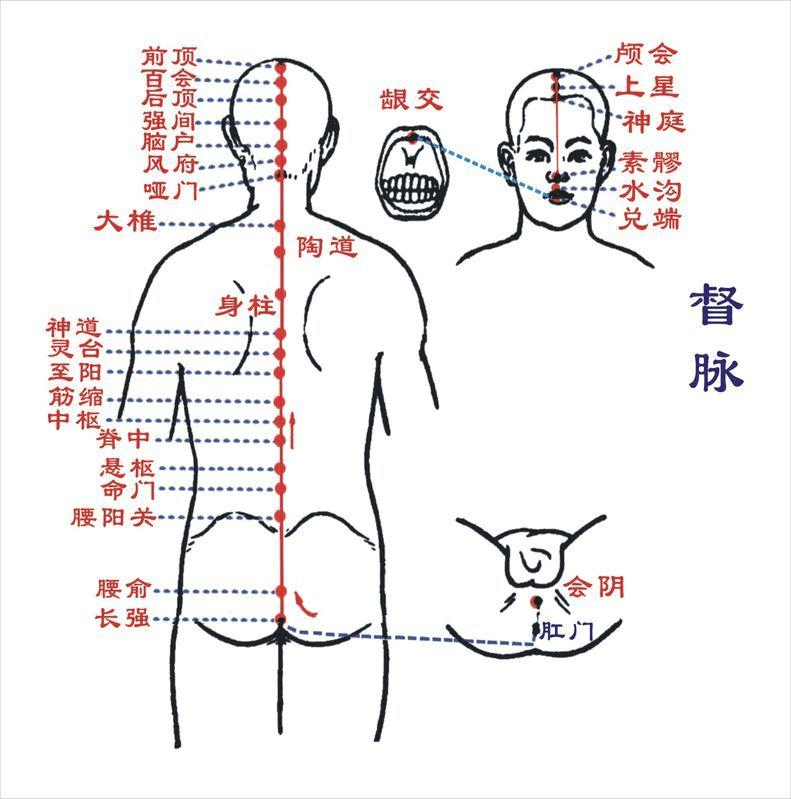 前顶
百会
后顶
强间
脑户
风府
哑门
大椎
陶道
身柱
神道
灵台
至阳
筋缩
中枢
脊中
悬枢
命门
腰阳关
腰俞
长强
龈交
颅会
上星
神庭
素髎
水沟
兑端
督
脉
会阴
肛门